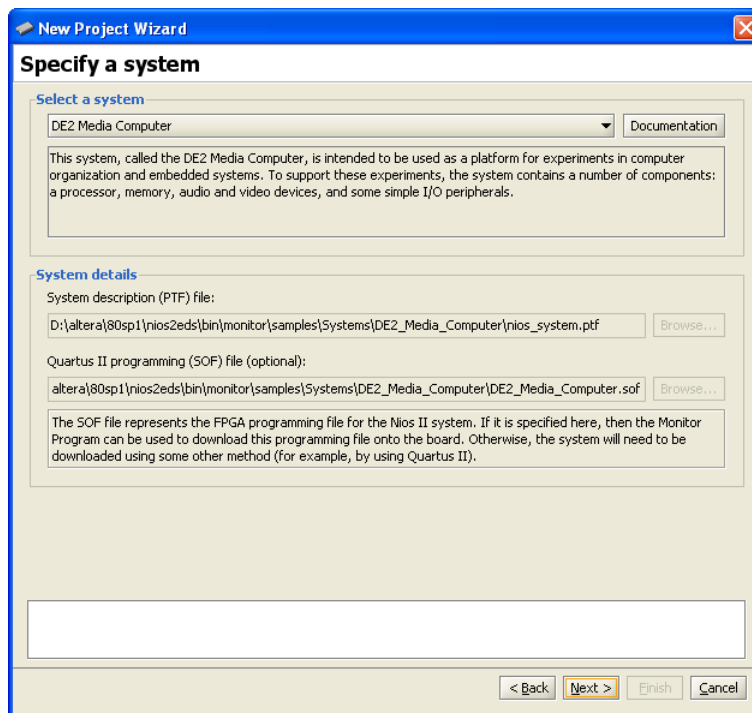 New Project Wizard
Specify a system
Select a system
DE2 Media Computer
Documentation
This system, called the DE2 Media Computer, is intended to be used as a platform for experiments in computer
organization and embedded systems. To support these experiments, the system contains a number of components:
a processor, memory, audio and video devices, and some simple I/O peripherals.
System details
System description (PTF) file:
D:\altera\80sp1\nios2eds\bin\monitor\samples\Systems\DE2_Media_Computer\nios_system.ptf
Browse...
Quartus II programming (SOF) file (optional):
altera\80sp1\nios2eds\bin\monitor\samples\Systems\DE2_Media_Computer\DE2_Media_Computer.sof
Browse...
The SOF file represents the FPGA programming file for the Nios II system. If it is specified here, then the Monitor
Program can be used to download this programming file onto the board. Otherwise, the system will need to be
downloaded using some other method (for example, by using Quartus II).
< Back
Next >
Finish
Cancel